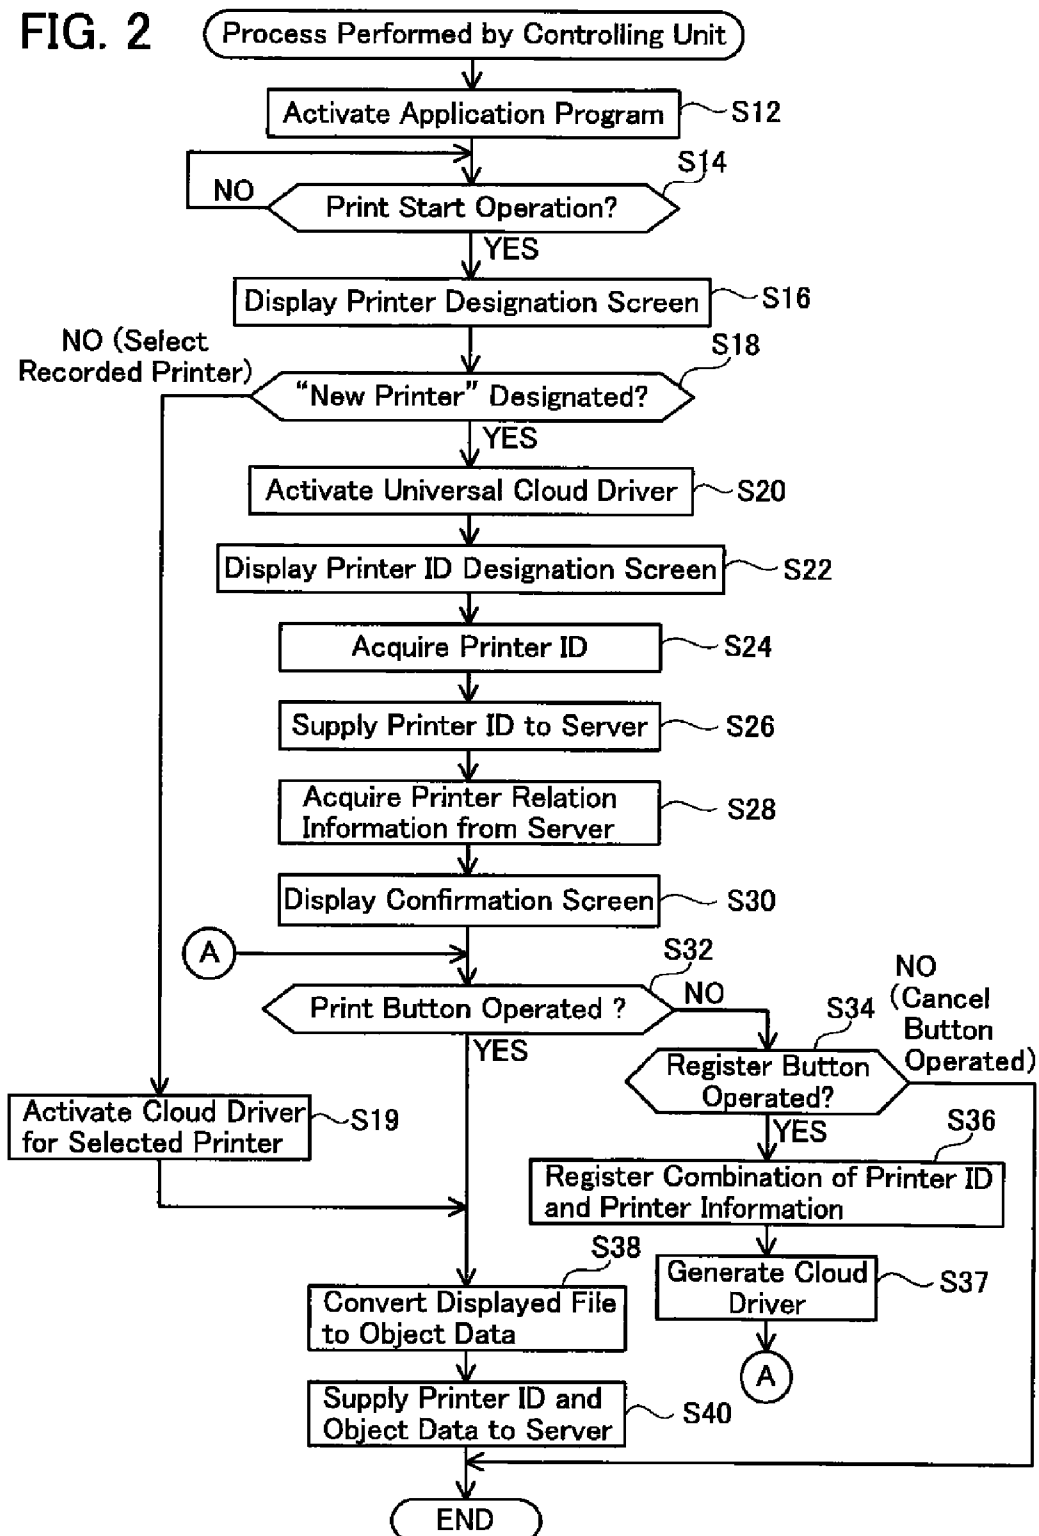 FIG. 2
Process Performed by Controlling Unit
Activate Application Program
S12
S14
NO
Print Start Operation?
YES
Display Printer Designation Screen
S16
NO (Select
Recorded Printer)
S18
“New Printer” Designated?
YES
Activate Universal Cloud Driver
S20
Display Printer ID Designation Screen
S22
Acquire Printer ID
S24
Supply Printer ID to Server
S26
Acquire Printer Relation
Information from Server
S28
Display Confirmation Screen
S30
A
S32
Print Button Operated ?
NO
YES
S34
NO
(Cancel
Button
Operated)
Register Button
Operated?
YES
Activate Cloud Driver
for Selected Printer
S19
S36
Register Combination of Printer ID
and Printer Information
Generate Cloud
Driver
S37
A
S38
Convert Displayed File
to Object Data
Supply Printer ID and
Object Data to Server
S40
END